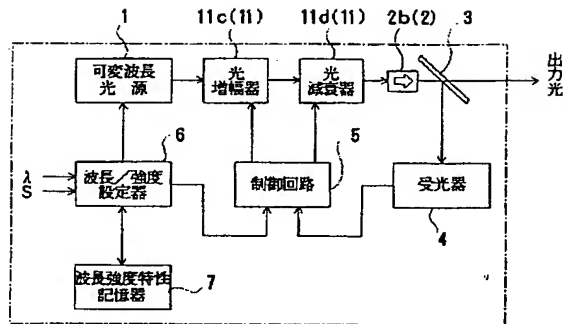 1
11c(11)
11d(11)
2b(2)
3
可変波長
光 源
光
増幅器
光
減衰器
出力光
6
5
λ
S
波長/強度
設定器
制御回路
受光器
4
波長強度特性
記憶器
7